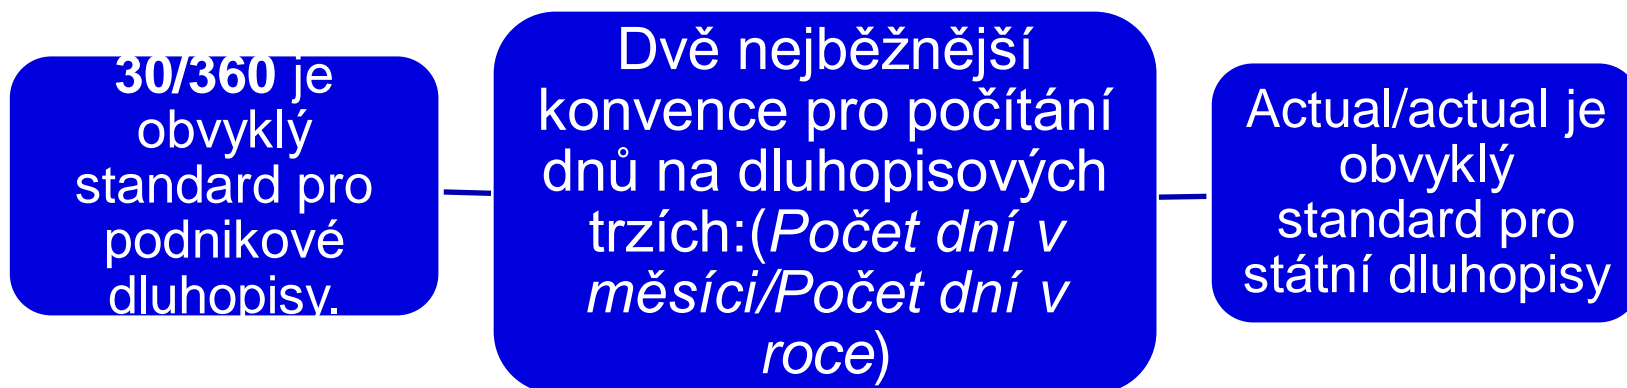 30/360 je
obvyklý
standard pro
podnikové
dluhopisy.
Dvě nejběžnější
konvence pro počítání
dnů na dluhopisových
trzích:(Počet dní v
měsíci/Počet dní v
roce)
Actual/actual je
obvyklý
standard pro
státní dluhopisy